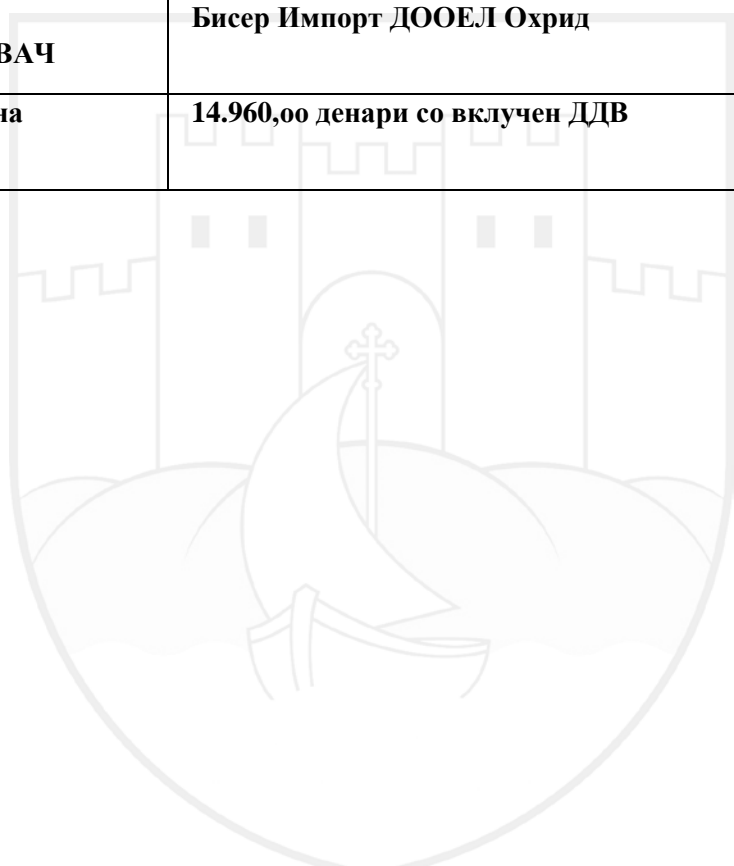 Бисер Импорт ДООЕЛ Охрид
ВАЧ
на
14.960,оо денари со вклучен ДДВ